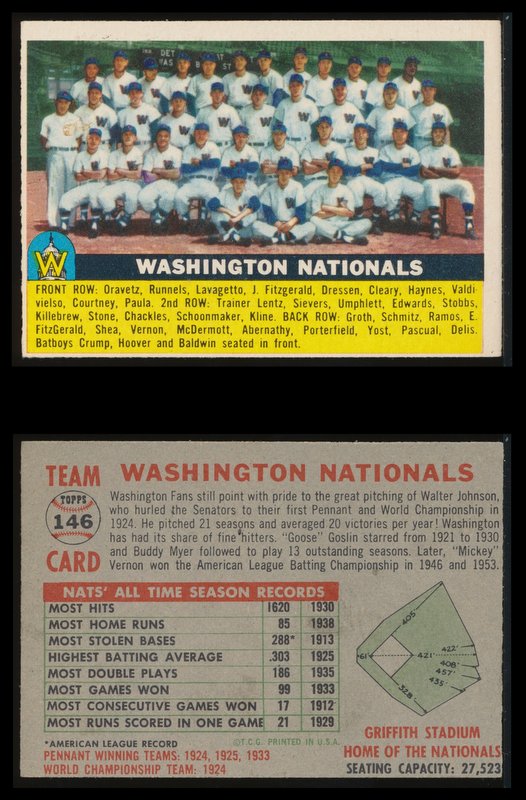 DET
WAS
W
WASHINGTON NATIONALS
FRONT ROW: Oravetz, Runnels, Lavagetto, J. Fitzgerald, Dressen, Cleary, Haynes, Valdi-
vielso, Courtney, Paula. 2nd ROW: Trainer Lentz, Sievers, Umphlett, Edwards, Stobbs,
Killebrew, Stone, Chackles, Schoonmaker, Kline. BACK ROW: Groth, Schmitz, Ramos, E.
FitzGerald, Shea, Vernon, McDermott, Abernathy, Porterfield, Yost, Pascual, Delis.
Batboys Crump, Hoover and Baldwin seated in front.
TEAM
TOPPS
146
CARD
WASHINGTON NATIONALS
Washington Fans still point with pride to the great pitching of Walter Johnson,
who hurled the Senators to their first Pennant and World Championship in
1924. He pitched 21 seasons and averaged 20 victories per year! Washington
has had its share of fine hitters. "Goose" Goslin starred from 1921 to 1930
and Buddy Myer followed to play 13 outstanding seasons. Later, "Mickey"
Vernon won the American League Batting Championship in 1946 and 1953.
NATS' ALL TIME SEASON RECORDS
MOST HITS 1620 1930
MOST HOME RUNS 85 1938
MOST STOLEN BASES 288* 1913
HIGHEST BATTING AVERAGE .303 1925
MOST DOUBLE PLAYS 186 1935
MOST GAMES WON 99 1933
MOST CONSECUTIVE GAMES WON 17 1912
MOST RUNS SCORED IN ONE GAME 21 1929
*AMERICAN LEAGUE RECORD
©T.C.G. PRINTED IN U.S.A.
PENNANT WINNING TEAMS: 1924, 1925, 1933
WORLD CHAMPIONSHIP TEAM: 1924
405
422'
61'
421'
408'
457'
435'
328'
GRIFFITH STADIUM
HOME OF THE NATIONALS
SEATING CAPACITY: 27,523